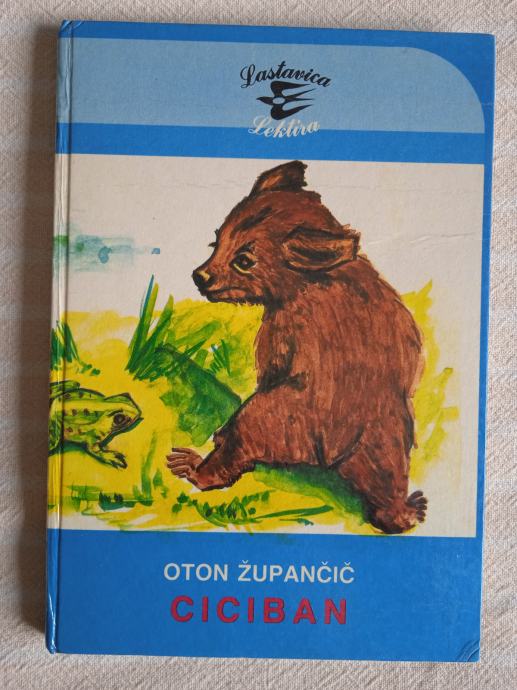 Lastavica
Lektira
OTON ŽUPANČIČ
CICIBAN